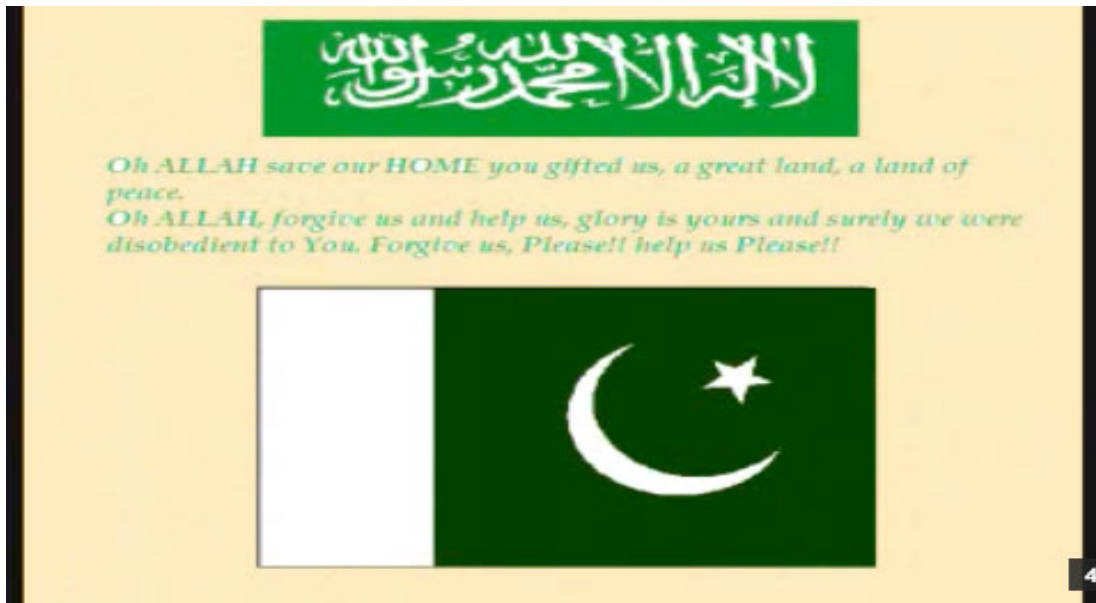 لا إله إلا الله محمد رسول الله
Oh ALLAH save our HOME you gifted us, a great land, a land of
peace.
Oh ALLAH, forgive us and help us, glory is yours and surely we were
disobedient to You. Forgive us, Please!! help us Please!!
4